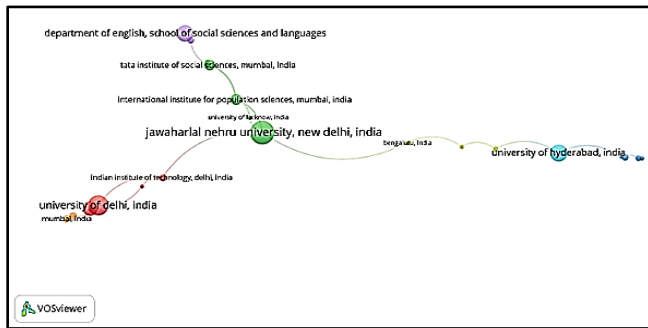 department of english, school of social sciences and languages
tata institute of social sciences, mumbai, india
international institute for population sciences, mumbai, india
university of lucknow, india
jawaharlal nehru university, new delhi, india
bengaluru, india
university of hyderabad, india
indian institute of technology, delhi, india
university of delhi, india
mumbai, india
VOSviewer